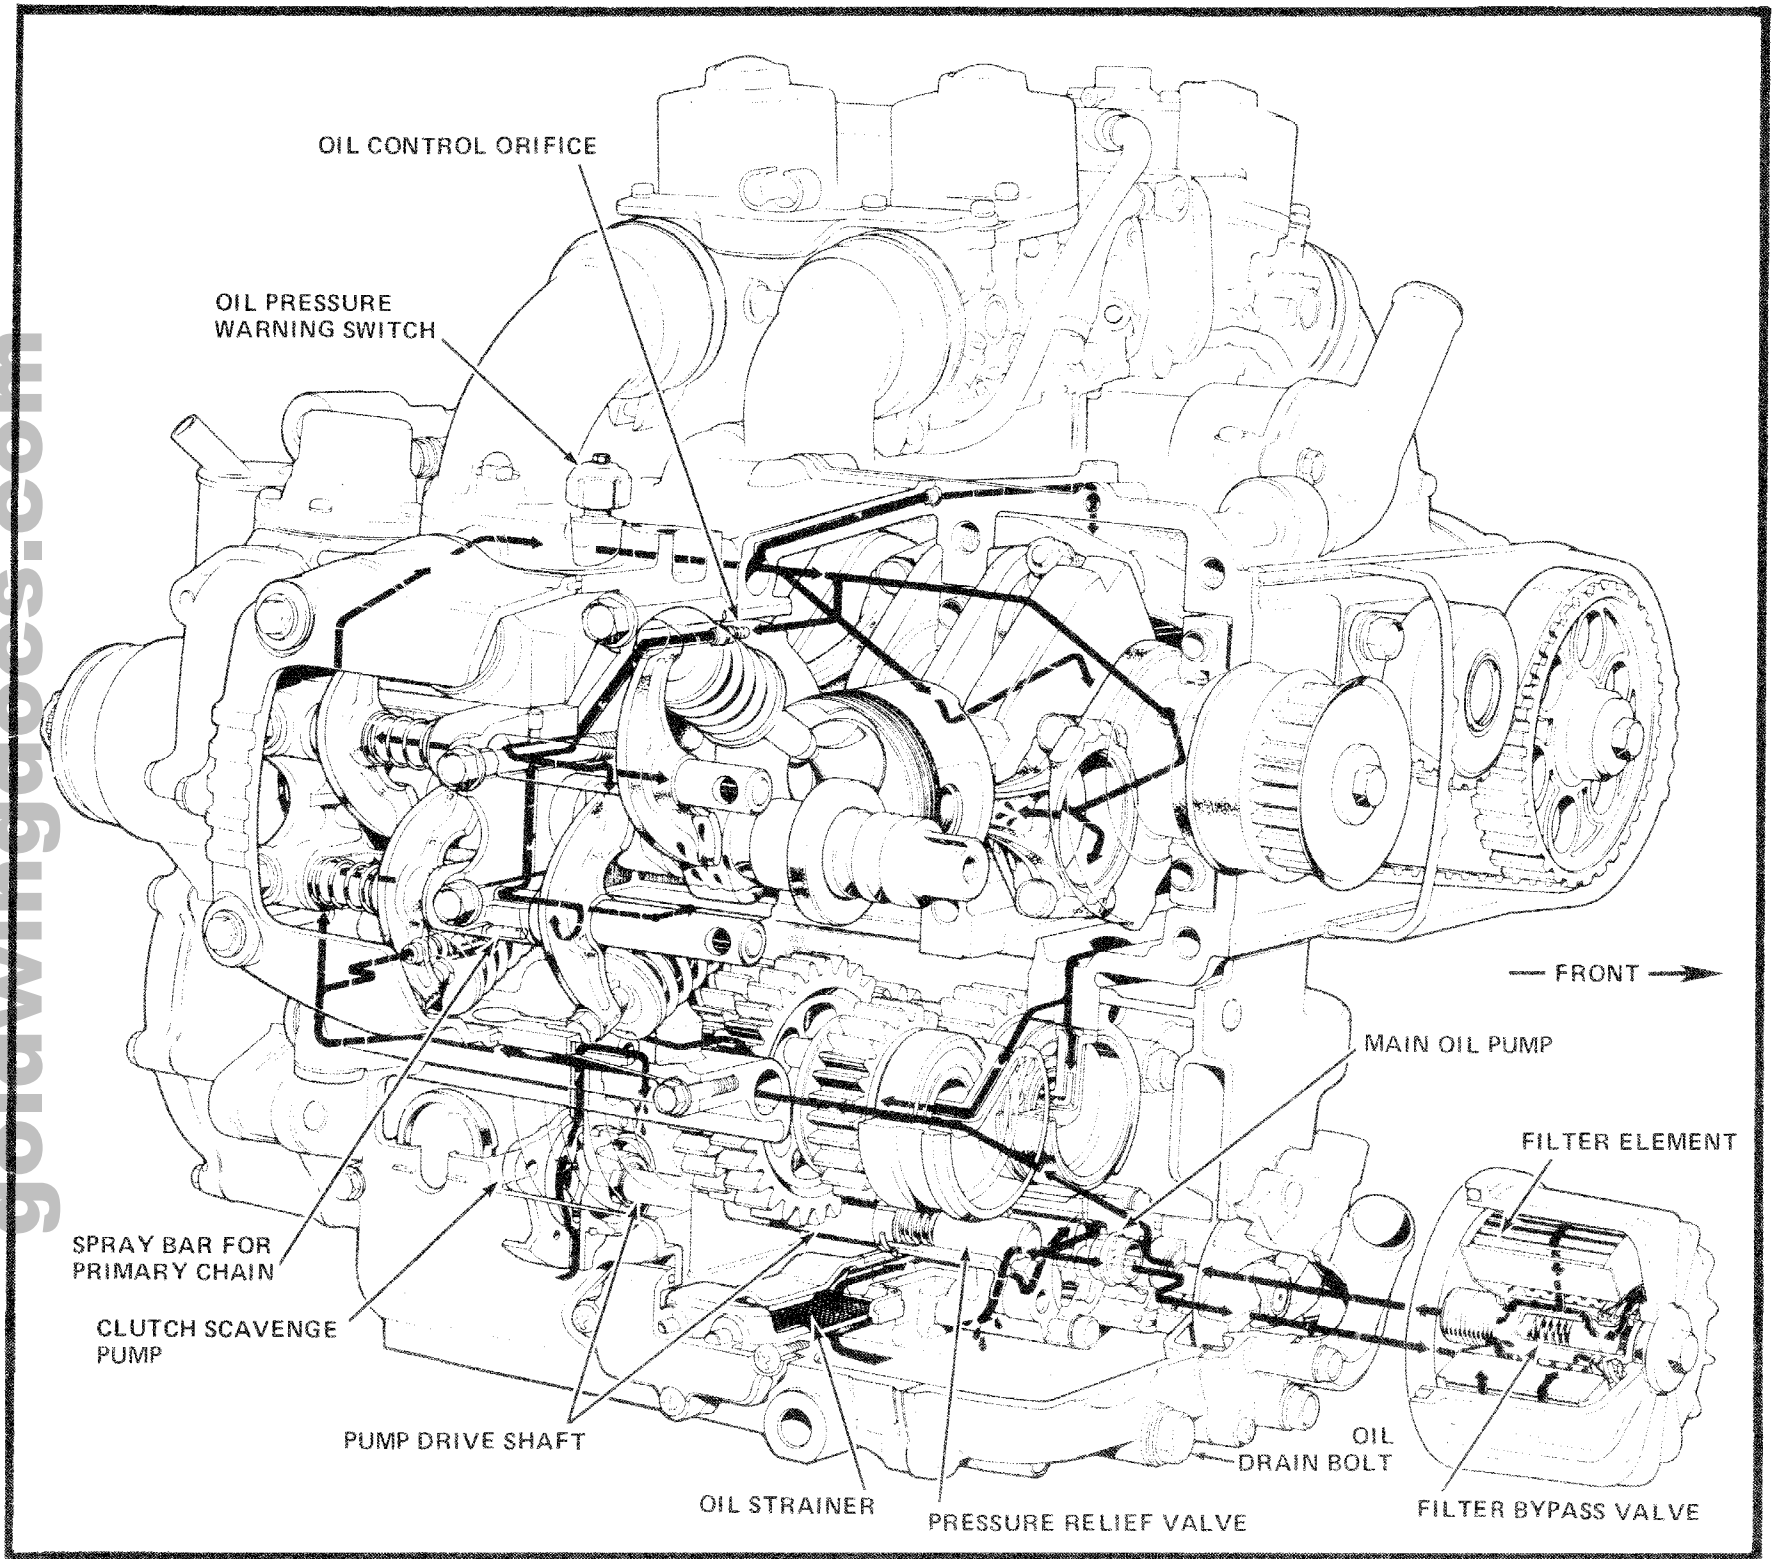 OIL CONTROL ORIFICE
OIL PRESSURE
WARNING SWITCH
FRONT
MAIN OIL PUMP
FILTER ELEMENT
SPRAY BAR FOR
PRIMARY CHAIN
CLUTCH SCAVENGE
PUMP
PUMP DRIVE SHAFT
OIL STRAINER
PRESSURE RELIEF VALVE
OIL
DRAIN BOLT
FILTER BYPASS VALVE
goldwingdocs.com